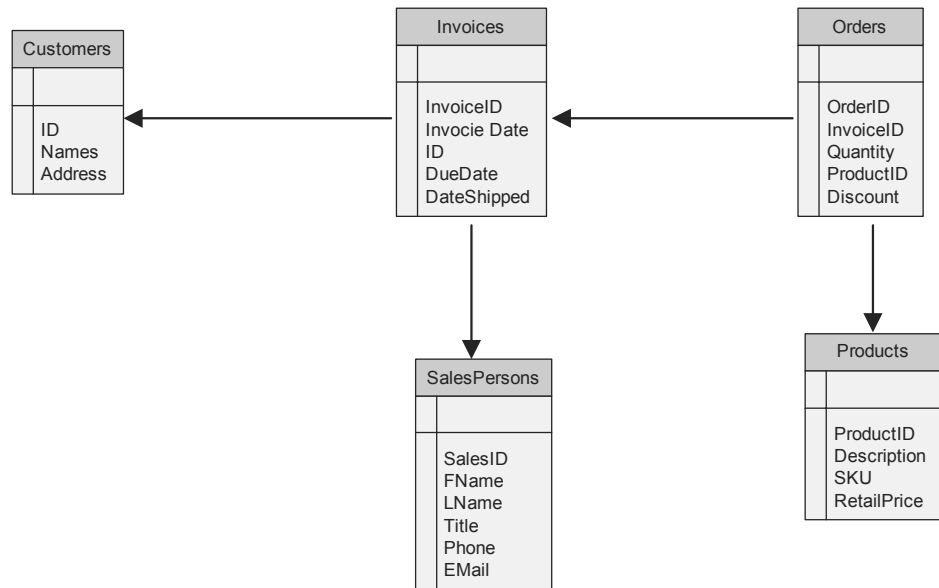 Customers
ID
Names
Address
Invoices
InvoiceID
Invocie Date
ID
DueDate
DateShipped
Orders
OrderID
InvoiceID
Quantity
ProductID
Discount
SalesPersons
SalesID
FName
LName
Title
Phone
EMail
Products
ProductID
Description
SKU
RetailPrice